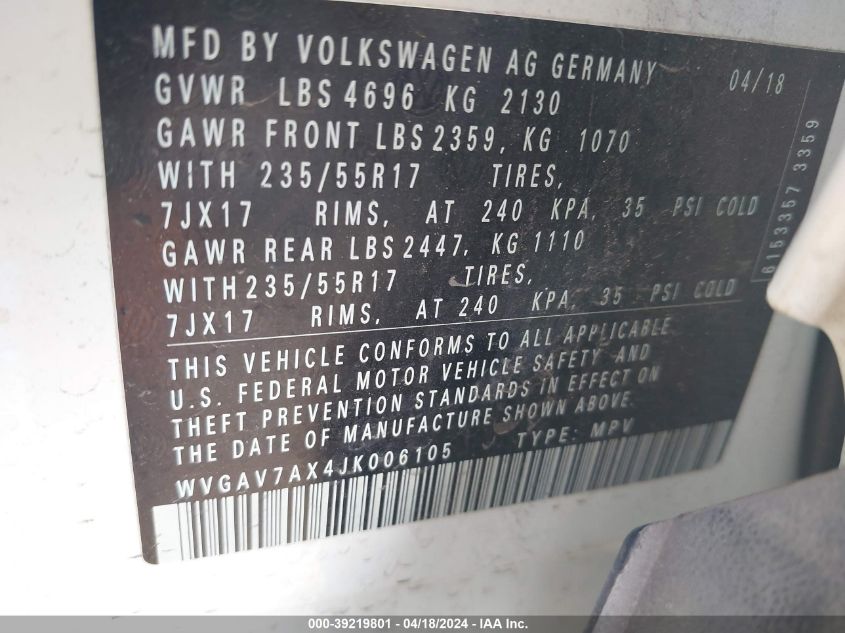 MFD BY VOLKSWAGEN AG GERMANY 04/18
GVWR LBS 4696 KG 2130
GAWR FRONT LBS 2359, KG 1070
WITH 235/55R17 TIRES,
7JX17 RIMS, AT 240 KPA, 35 PSI COLD
GAWR REAR LBS 2447, KG 1110
WITH 235/55R17 TIRES,
7JX17 RIMS, AT 240 KPA, 35 PSI COLD
THIS VEHICLE CONFORMS TO ALL APPLICABLE
U.S. FEDERAL MOTOR VEHICLE SAFETY AND
THEFT PREVENTION STANDARDS IN EFFECT ON
THE DATE OF MANUFACTURE SHOWN ABOVE.
WVGAV7AX4JK006105 TYPE: MPV
6153357 3359
000-39219801 - 04/18/2024 - IAA Inc.